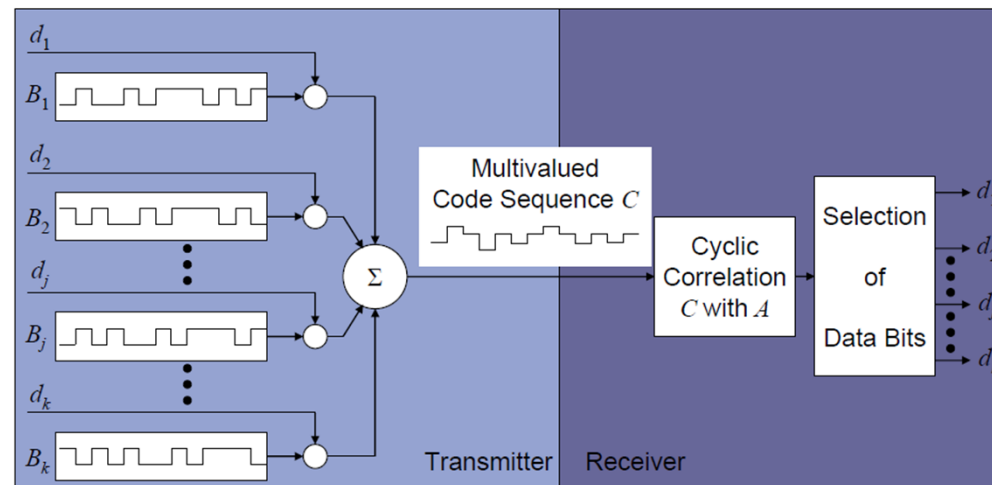 d1
B1
d2
B2
dj
Bj
dk
Bk
Σ
Multivalued
Code Sequence C
Transmitter
Receiver
Cyclic
Correlation
C with A
Selection
of
Data Bits
d
d
d
d